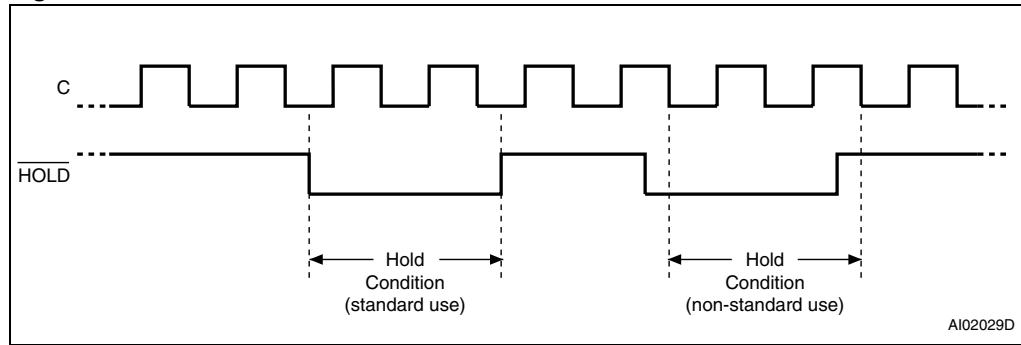 C
HOLD
Hold
Condition
(standard use)
Hold
Condition
(non-standard use)
AI02029D